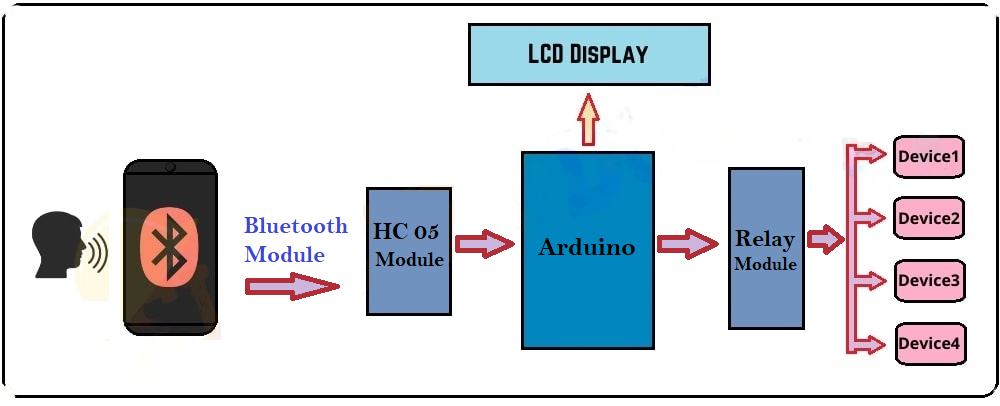 LCD DISPLAY
Bluetooth
Module
HC 05
Module
Arduino
Relay
Module
Device1
Device2
Device3
Device4